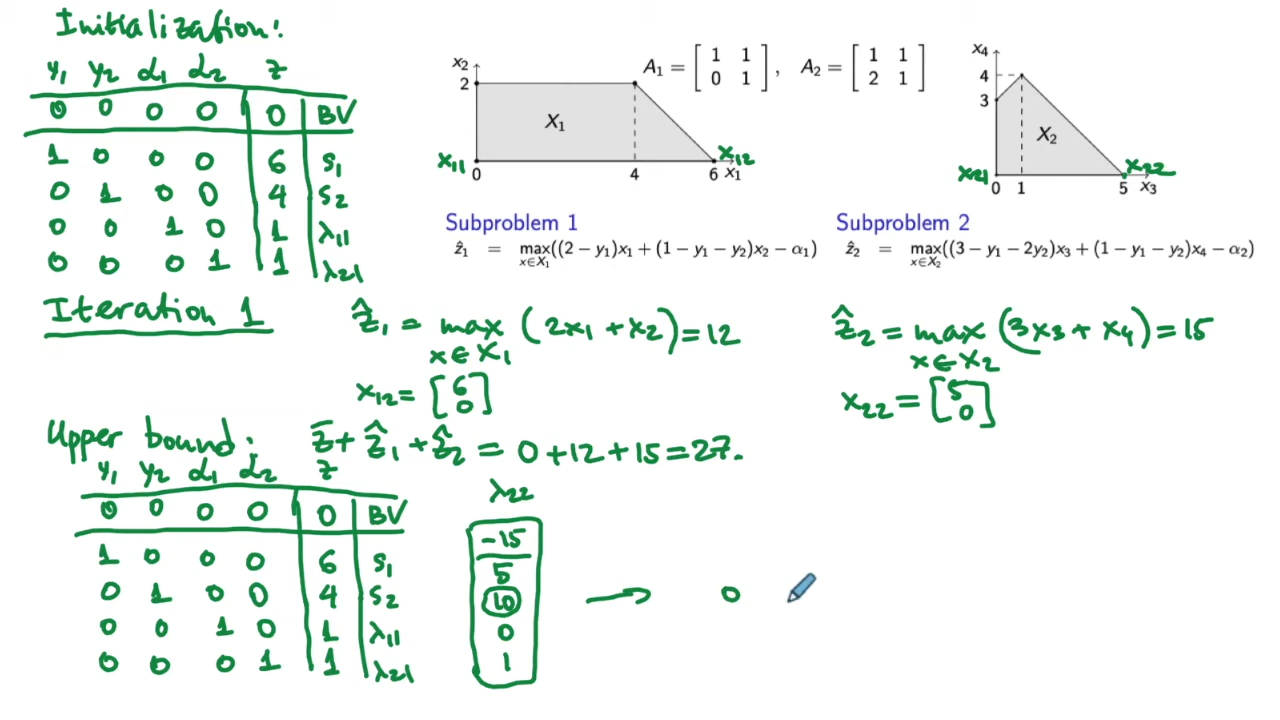 Initialization:
y₁ y₂ α₁ α₂ z
0 0 0 0 0 BV
1 0 0 0 6 s₁
0 1 0 0 4 s₂
0 0 1 0 1 λ₁₁
0 0 0 1 1 λ₂₁
x₂
2
X₁
x₁₁
0 4 6 x₁
x₁₂
A₁ = [1 1; 0 1], A₂ = [1 1; 2 1]
x₄
4
3
X₂
x₂₁
0 1 5 x₃
x₂₂
Subproblem 1
ẑ₁ = max x∈X₁ ((2 − y₁)x₁ + (1 − y₁ − y₂)x₂ − α₁)
Subproblem 2
ẑ₂ = max x∈X₂ ((3 − y₁ − 2y₂)x₃ + (1 − y₁ − y₂)x₄ − α₂)
Iteration 1
ẑ₁ = max x∈X₁ (2x₁ + x₂) = 12
x₁₂ = [6 0]
ẑ₂ = max x∈X₂ (3x₃ + x₄) = 15
x₂₂ = [5 0]
Upper bound: z̄ + ẑ₁ + ẑ₂ = 0 + 12 + 15 = 27.
y₁ y₂ α₁ α₂ z
0 0 0 0 0 BV
1 0 0 0 6 s₁
0 1 0 0 4 s₂
0 0 1 0 1 λ₁₁
0 0 0 1 1 λ₂₁
λ₂₂
-15
5
10 → 0
0
1